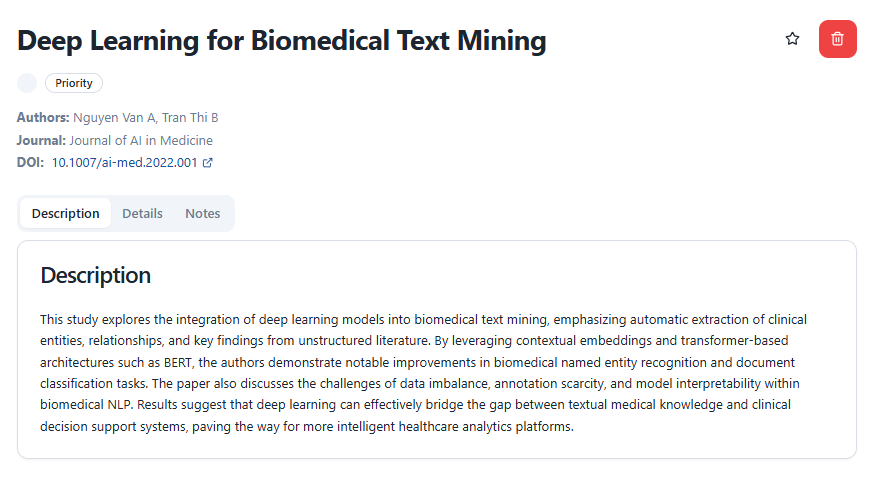 Deep Learning for Biomedical Text Mining
Priority
Authors: Nguyen Van A, Tran Thi B
Journal: Journal of AI in Medicine
DOI: 10.1007/ai-med.2022.001
Description Details Notes
Description
This study explores the integration of deep learning models into biomedical text mining, emphasizing automatic extraction of clinical
entities, relationships, and key findings from unstructured literature. By leveraging contextual embeddings and transformer-based
architectures such as BERT, the authors demonstrate notable improvements in biomedical named entity recognition and document
classification tasks. The paper also discusses the challenges of data imbalance, annotation scarcity, and model interpretability within
biomedical NLP. Results suggest that deep learning can effectively bridge the gap between textual medical knowledge and clinical
decision support systems, paving the way for more intelligent healthcare analytics platforms.